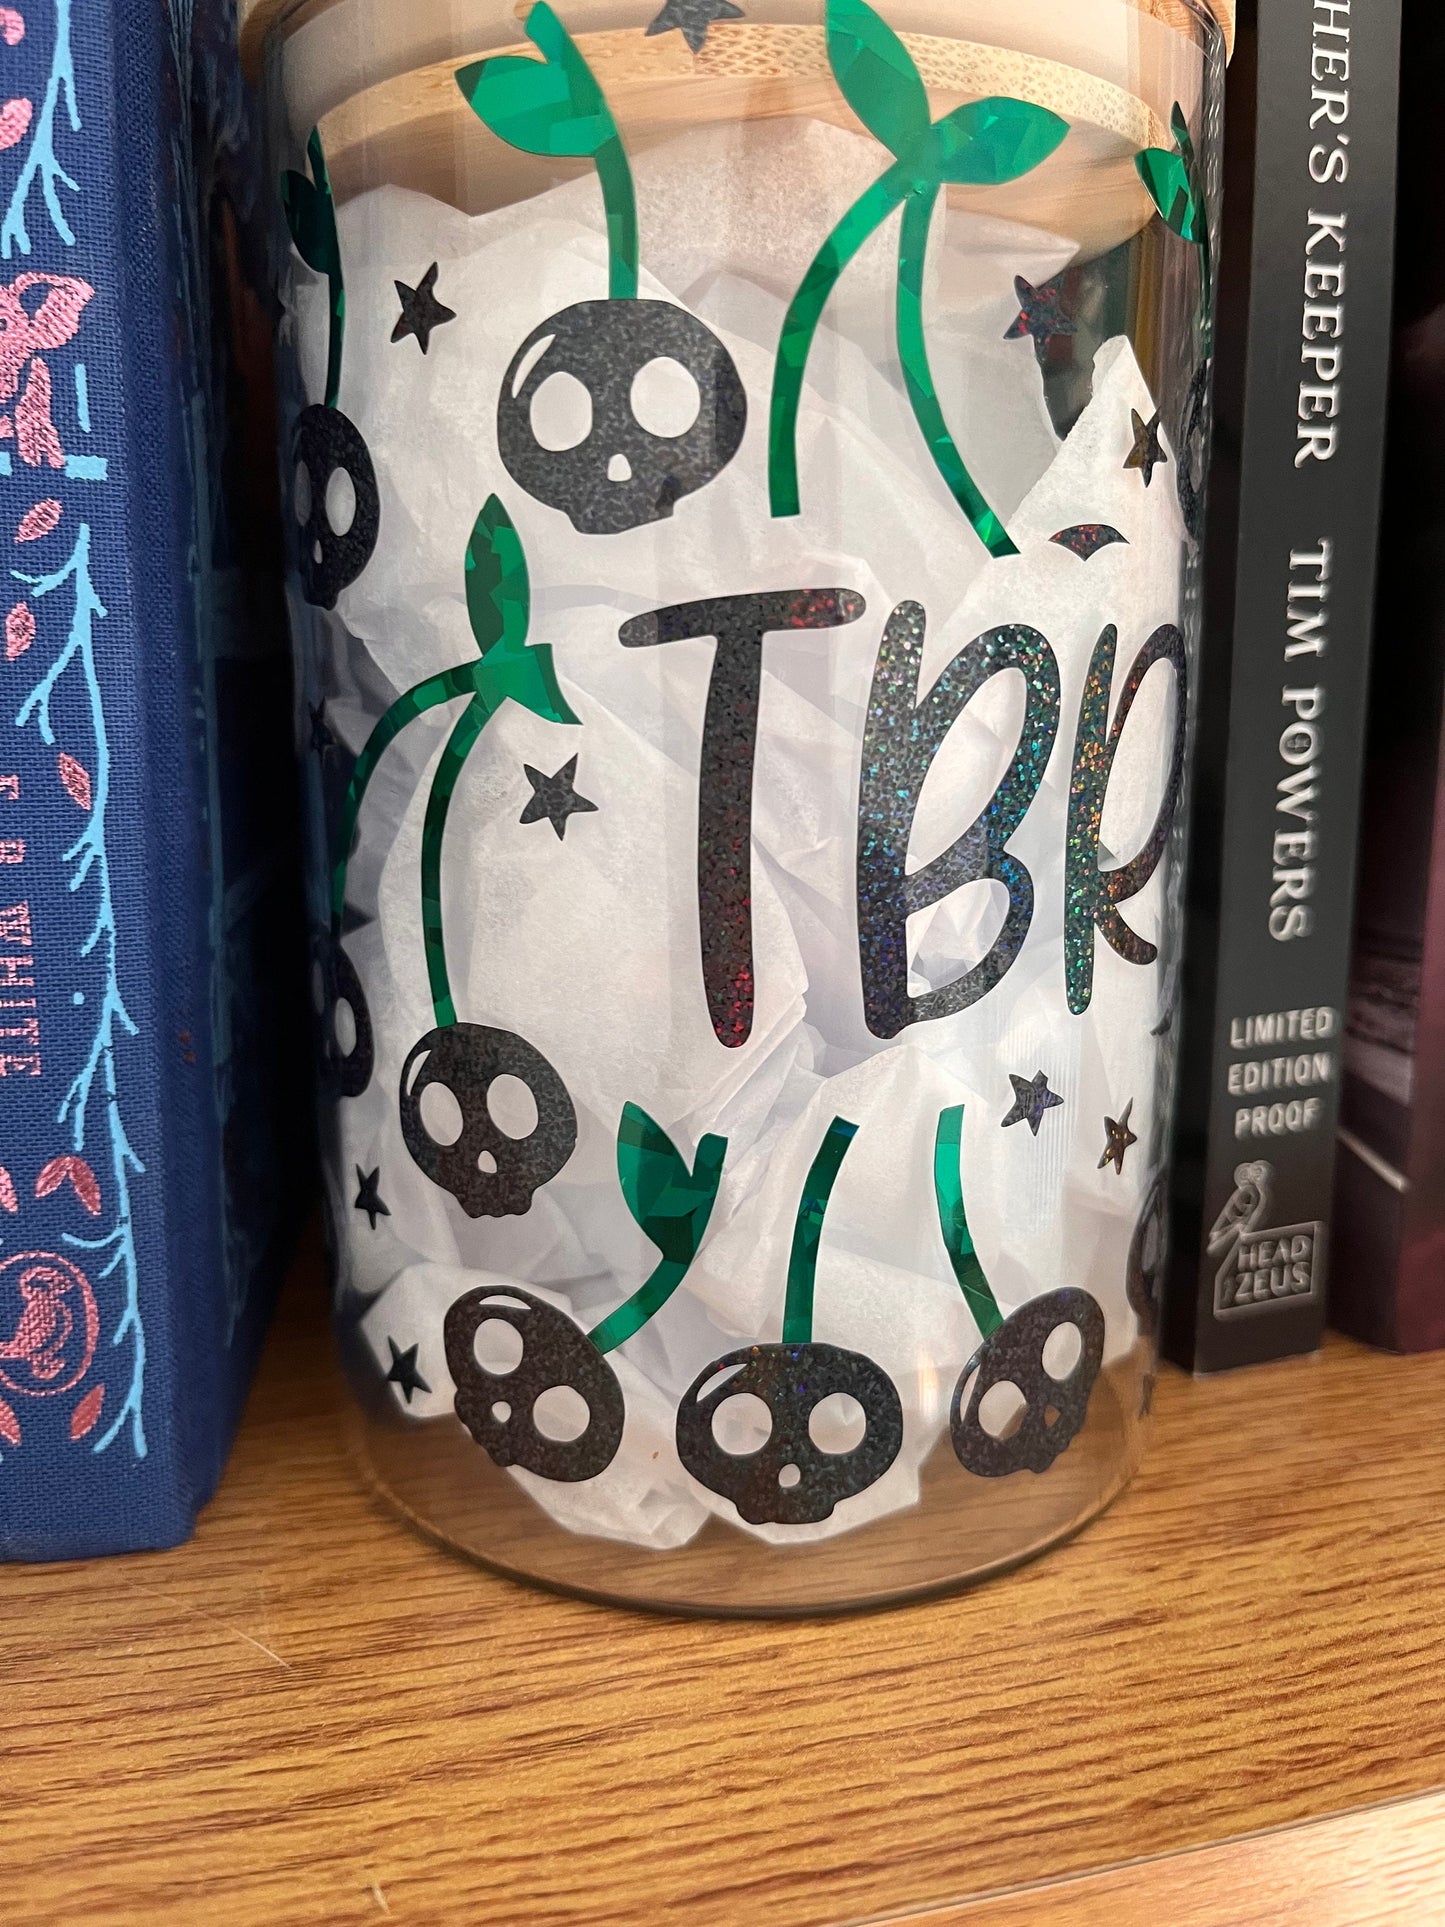 E B WHITE
TBR
HER'S KEEPER TIM POWERS
LIMITED
EDITION
PROOF
HEAD
ZEUS